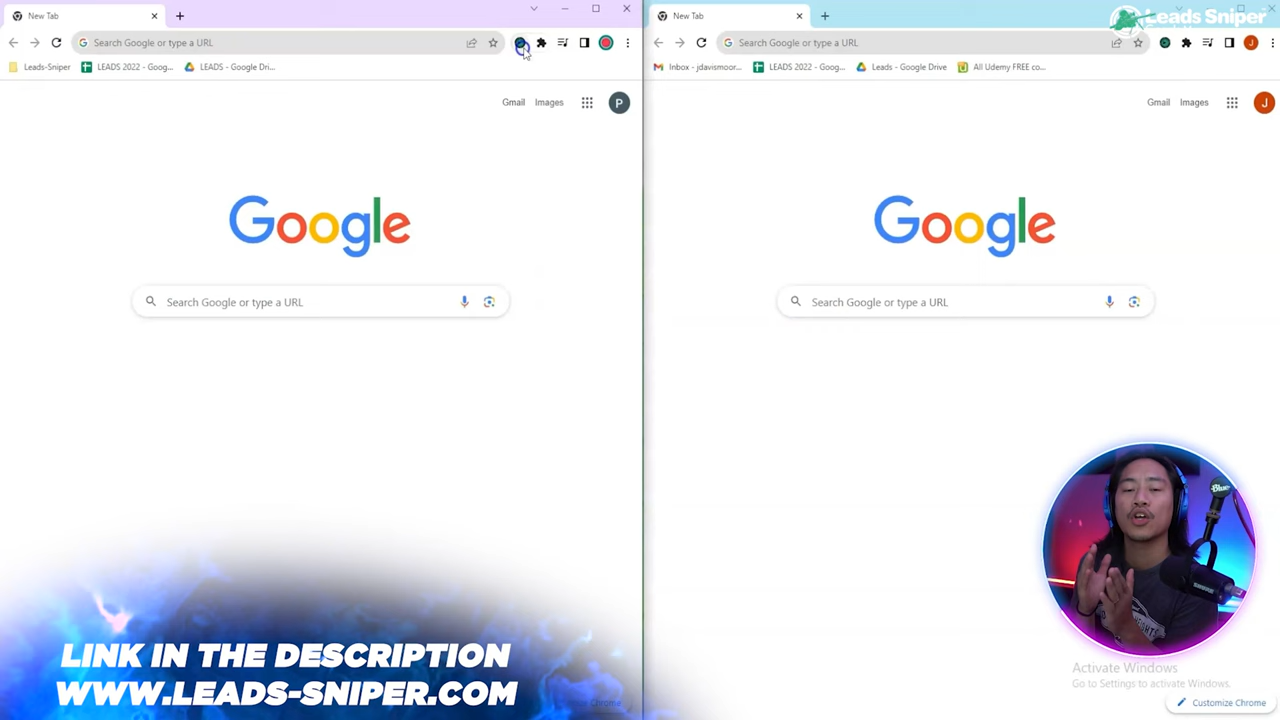 New Tab
Search Google or type a URL
Leads-Sniper
LEADS 2022 - Goog...
LEADS - Google Dri...
Gmail
Images
P
Google
Search Google or type a URL
New Tab
Leads Sniper
Search Google or type a URL
J
Inbox - jdavismoor...
LEADS 2022 - Goog...
Leads - Google Drive
All Udemy FREE co...
Gmail
Images
J
Google
Search Google or type a URL
LINK IN THE DESCRIPTION
WWW.LEADS-SNIPER.COM
Activate Windows
Go to Settings to activate Windows.
Customize Chrome